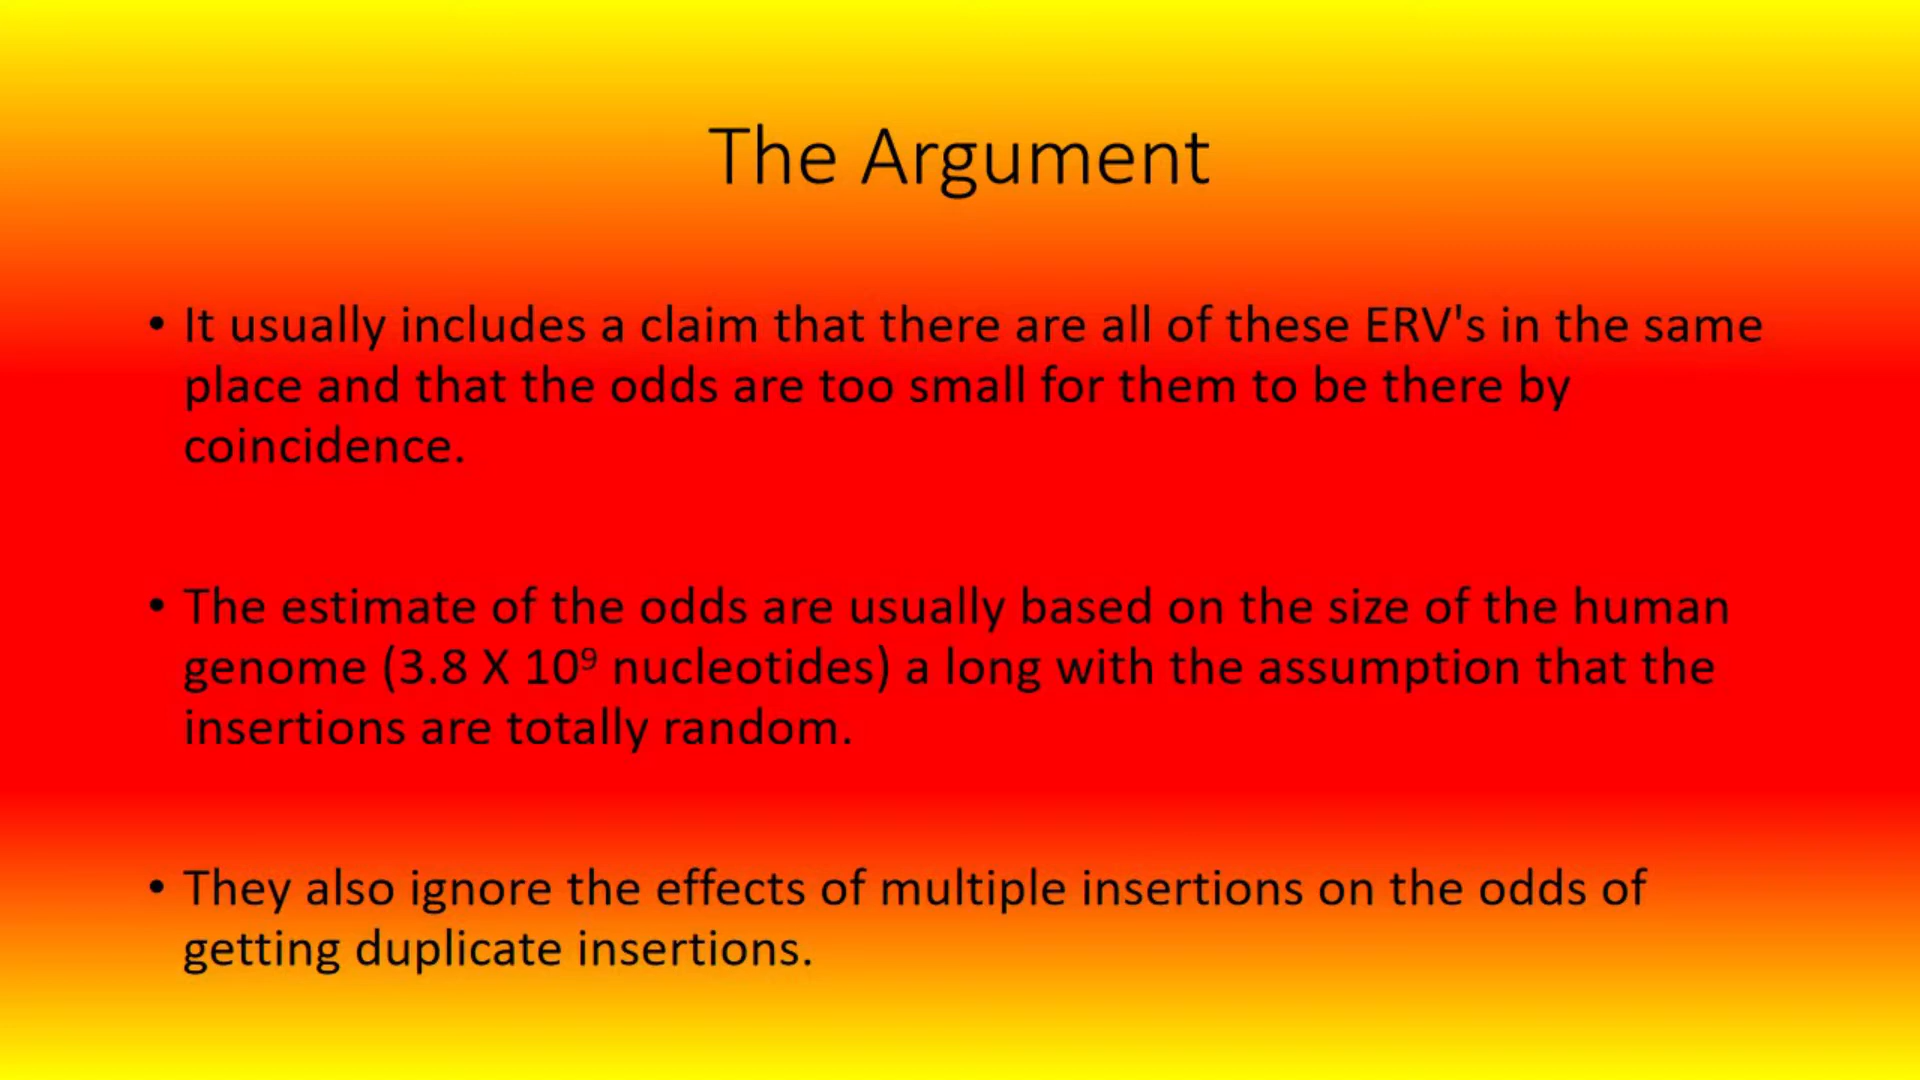 The Argument
• It usually includes a claim that there are all of these ERV's in the same
place and that the odds are too small for them to be there by
coincidence.
• The estimate of the odds are usually based on the size of the human
genome (3.8 X 10⁹ nucleotides) a long with the assumption that the
insertions are totally random.
• They also ignore the effects of multiple insertions on the odds of
getting duplicate insertions.